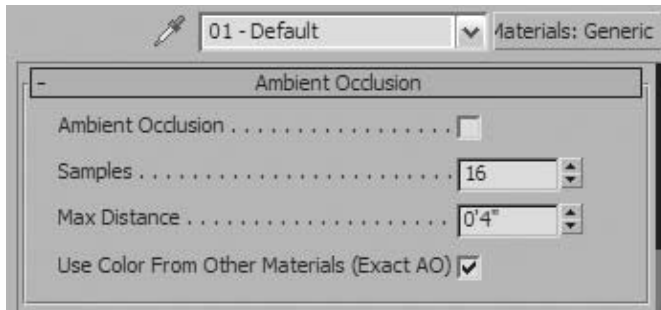 01 - Default Materials: Generic
- Ambient Occlusion
Ambient Occlusion . . . . . . . . . . . . . . . . . .
Samples . . . . . . . . . . . . . . . . . . . . . . . . . . 16
Max Distance . . . . . . . . . . . . . . . . . . . . . . 0'4"
Use Color From Other Materials (Exact AO)